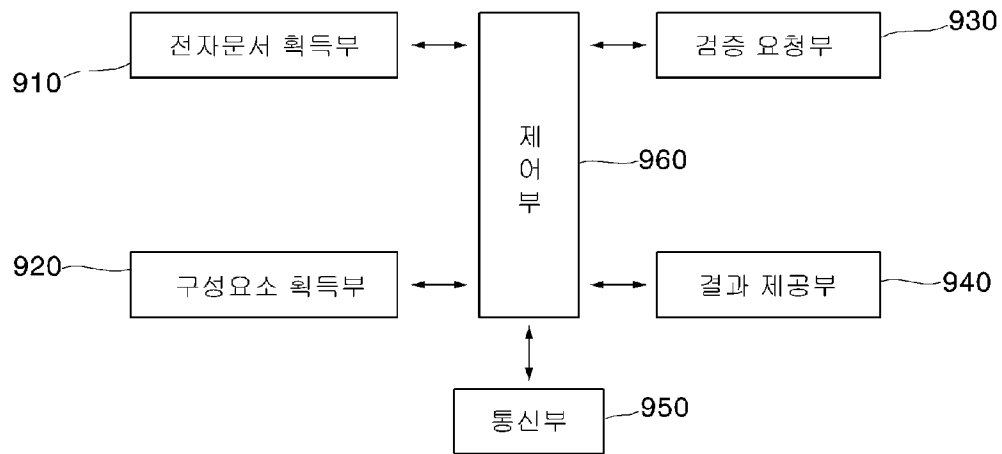 전자문서 획득부
910
검증 요청부
930
제어부
960
920
구성요소 획득부
결과 제공부
940
통신부
950